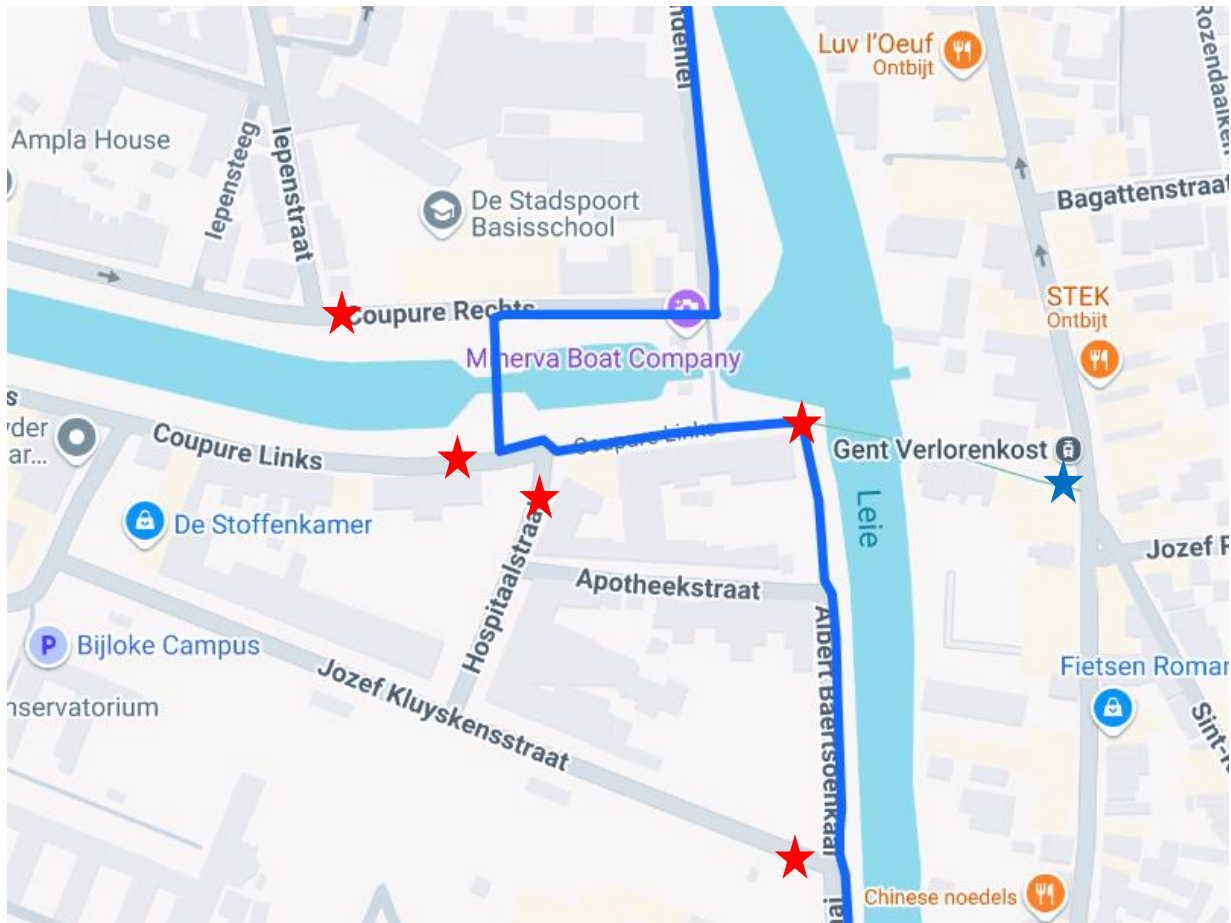 Luv l'Oeuf
Ontbijt
Ampla House
Iepensteeg
Iepenstraat
De Stadspoort
Basisschool
Bagattenstraat
STEK
Ontbijt
Coupure Rechts
Minerva Boat Company
Coupure Links
Coupure Links
Gent Verlorenkost
De Stoffenkamer
Leie
Hospitaalstraat
Apotheekstraat
Albert Baertsoenkaai
P
Bijloke Campus
Jozef Kluyskensstraat
Fietsen Roman
Chinese noedels